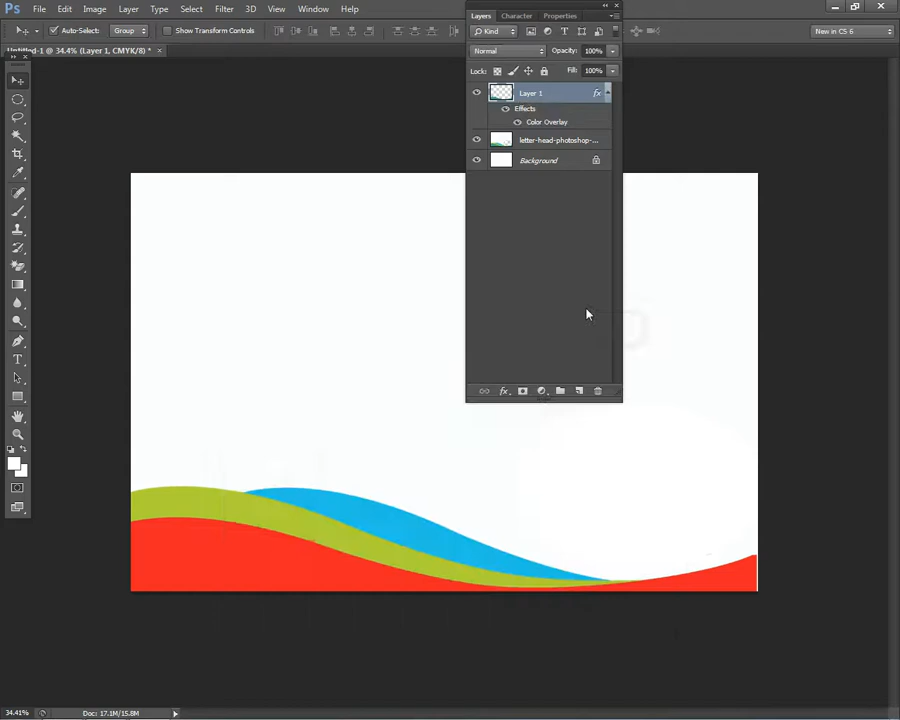 Ps File Edit Image Layer Type Select Filter 3D View Window Help
Auto-Select: Group Show Transform Controls New in CS 6
Untitled-1 @ 34.4% (Layer 1, CMYK/8) * ×
Layers Character Properties
Kind
Normal Opacity: 100%
Lock: Fill: 100%
Layer 1 fx
Effects
Color Overlay
letter-head-photoshop-...
Background
fx
T
34.41% Doc: 17.1M/15.8M